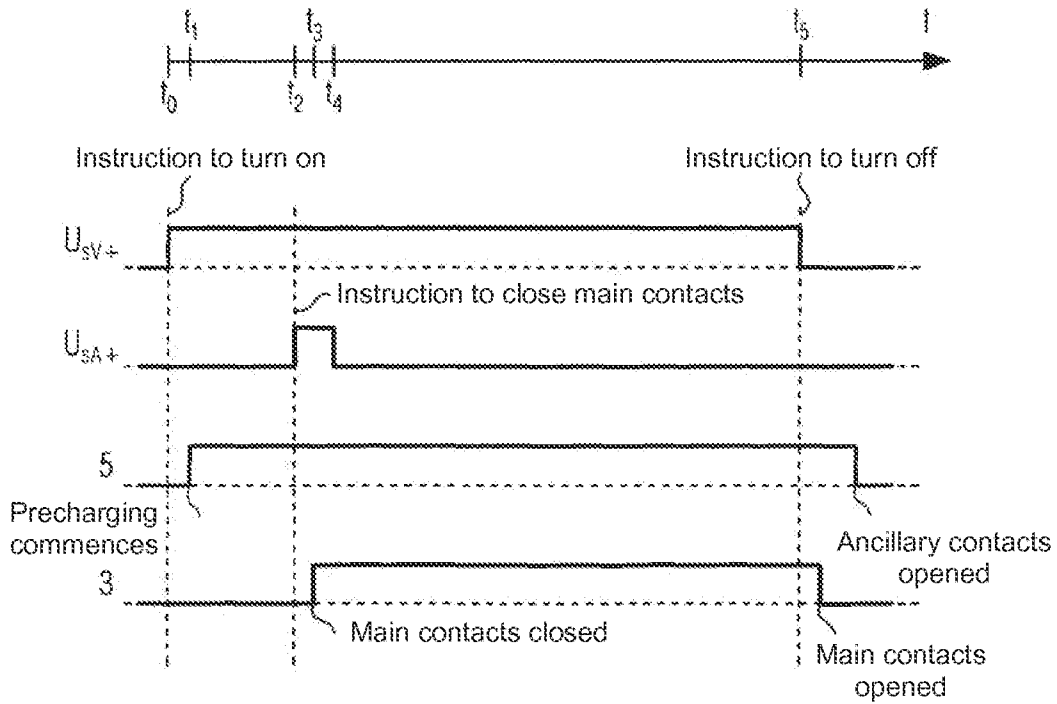 t1
t3
t5
t
t0
t2
t4
Instruction to turn on
Instruction to turn off
UsV+
Instruction to close main contacts
UsA+
5
Precharging
commences
Ancillary contacts
opened
3
Main contacts closed
Main contacts
opened